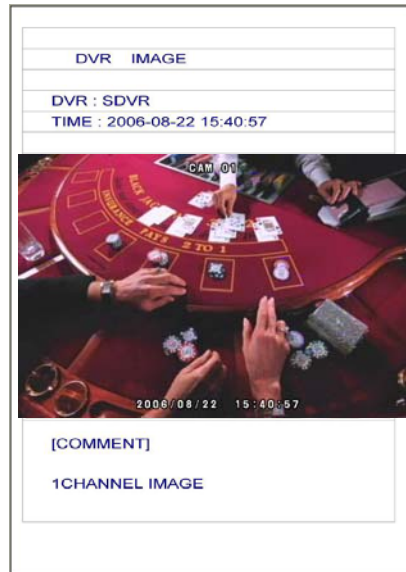 DVR IMAGE
DVR : SDVR
TIME : 2006-08-22 15:40:57
CAM 01
BLACK JACK
INSURANCE PAYS 2 TO 1
2006/08/22 15:40:57
[COMMENT]
1CHANNEL IMAGE